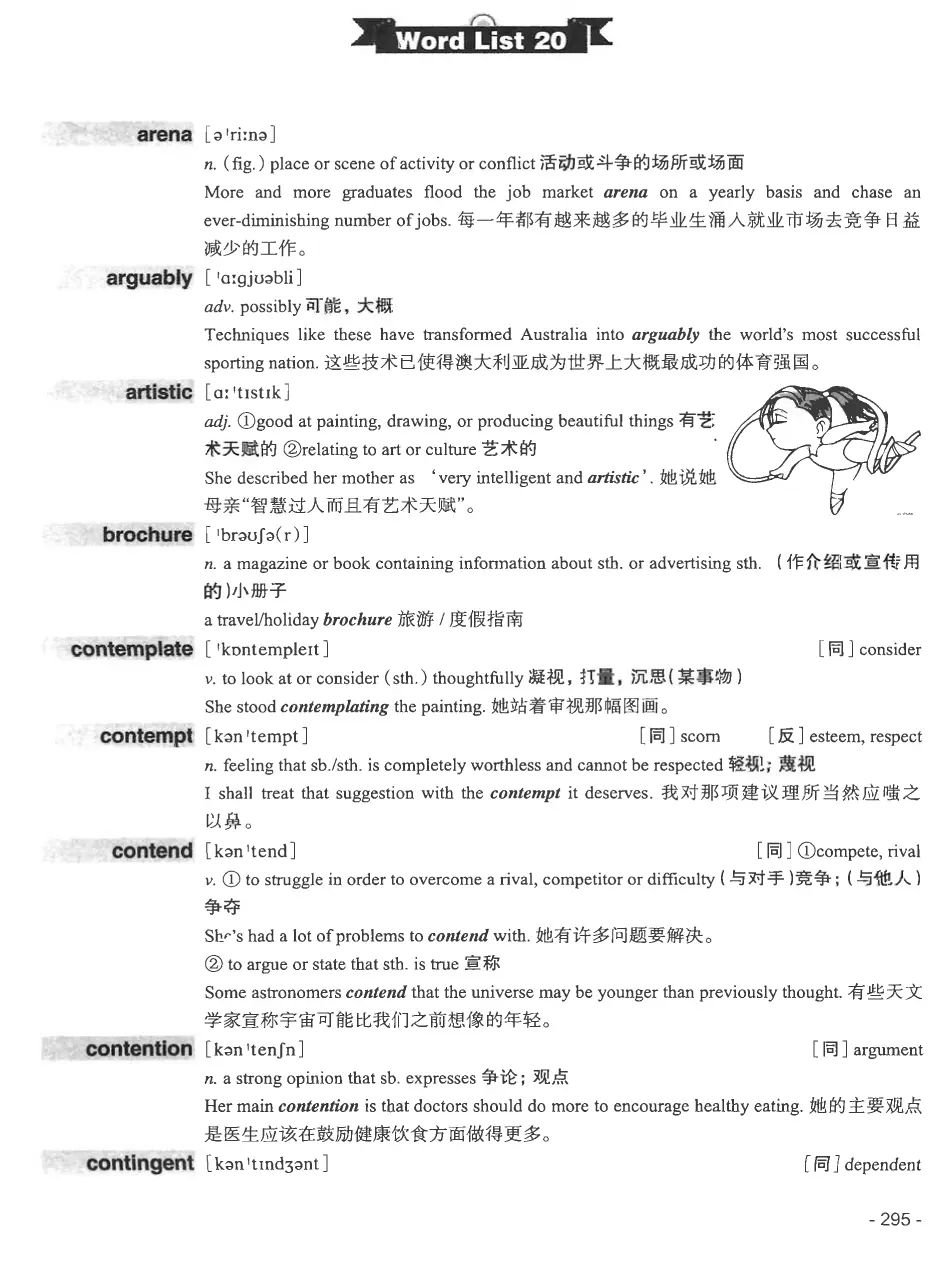 Word List 20
arena [ə'riːnə]
n. (fig.) place or scene of activity or conflict 活动或斗争的场所或场面
More and more graduates flood the job market arena on a yearly basis and chase an
ever-diminishing number of jobs. 每一年都有越来越多的毕业生涌入就业市场去竞争日益
减少的工作。
arguably ['ɑːgjʊəbli]
adv. possibly 可能，大概
Techniques like these have transformed Australia into arguably the world's most successful
sporting nation. 这些技术已使得澳大利亚成为世界上大概最成功的体育强国。
artistic [ɑː'tɪstɪk]
adj. ①good at painting, drawing, or producing beautiful things 有艺
术天赋的 ②relating to art or culture 艺术的
She described her mother as 'very intelligent and artistic'. 她说她
母亲“智慧过人而且有艺术天赋”。
brochure ['brəʊʃə(r)]
n. a magazine or book containing information about sth. or advertising sth. (作介绍或宣传用
的)小册子
a travel/holiday brochure 旅游 / 度假指南
contemplate ['kɒntempleɪt] [同] consider
v. to look at or consider (sth.) thoughtfully 凝视，打量，沉思(某事物)
She stood contemplating the painting. 她站着审视那幅图画。
contempt [kən'tempt] [同] scorn [反] esteem, respect
n. feeling that sb./sth. is completely worthless and cannot be respected 轻视；蔑视
I shall treat that suggestion with the contempt it deserves. 我对那项建议理所当然应嗤之
以鼻。
contend [kən'tend] [同] ①compete, rival
v. ① to struggle in order to overcome a rival, competitor or difficulty (与对手)竞争；(与他人)
争夺
She's had a lot of problems to contend with. 她有许多问题要解决。
② to argue or state that sth. is true 宣称
Some astronomers contend that the universe may be younger than previously thought. 有些天文
学家宣称宇宙可能比我们之前想像的年轻。
contention [kən'tenʃn] [同] argument
n. a strong opinion that sb. expresses 争论；观点
Her main contention is that doctors should do more to encourage healthy eating. 她的主要观点
是医生应该在鼓励健康饮食方面做得更多。
contingent [kən'tɪndʒənt] [同] dependent
- 295 -